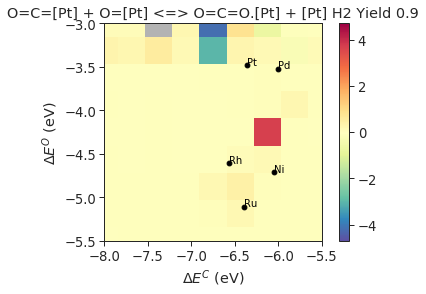 O=C=[Pt] + O=[Pt] <=> O=C=O.[Pt] + [Pt] H2 Yield 0.9
−3.0
−3.5
−4.0
−4.5
−5.0
−5.5
ΔE^O (eV)
Pt
Pd
Rh
Ni
Ru
−8.0 −7.5 −7.0 −6.5 −6.0 −5.5
ΔE^C (eV)
4
2
0
−2
−4